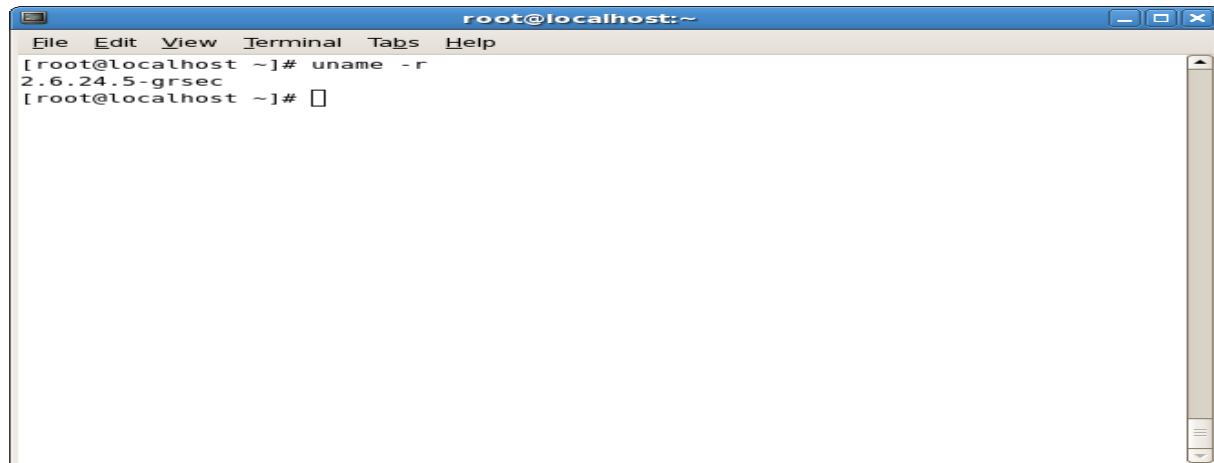 root@localhost:~
File Edit View Terminal Tabs Help
[root@localhost ~]# uname -r
2.6.24.5-grsec
[root@localhost ~]#